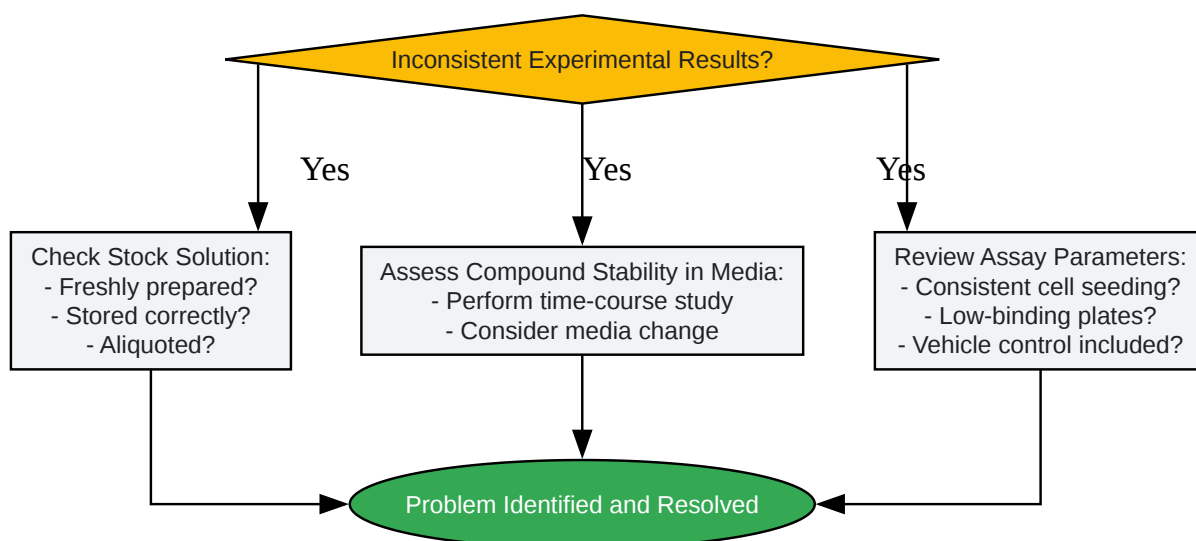 Inconsistent Experimental Results?
Yes
Yes
Yes
Check Stock Solution:
- Freshly prepared?
- Stored correctly?
- Aliquoted?
Assess Compound Stability in Media:
- Perform time-course study
- Consider media change
Review Assay Parameters:
- Consistent cell seeding?
- Low-binding plates?
- Vehicle control included?
Problem Identified and Resolved